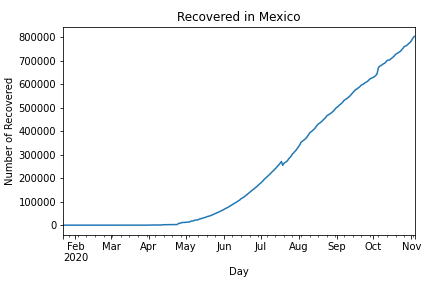 Recovered in Mexico
Number of Recovered
800000
700000
600000
500000
400000
300000
200000
100000
0
Feb Mar Apr May Jun Jul Aug Sep Oct Nov
2020
Day